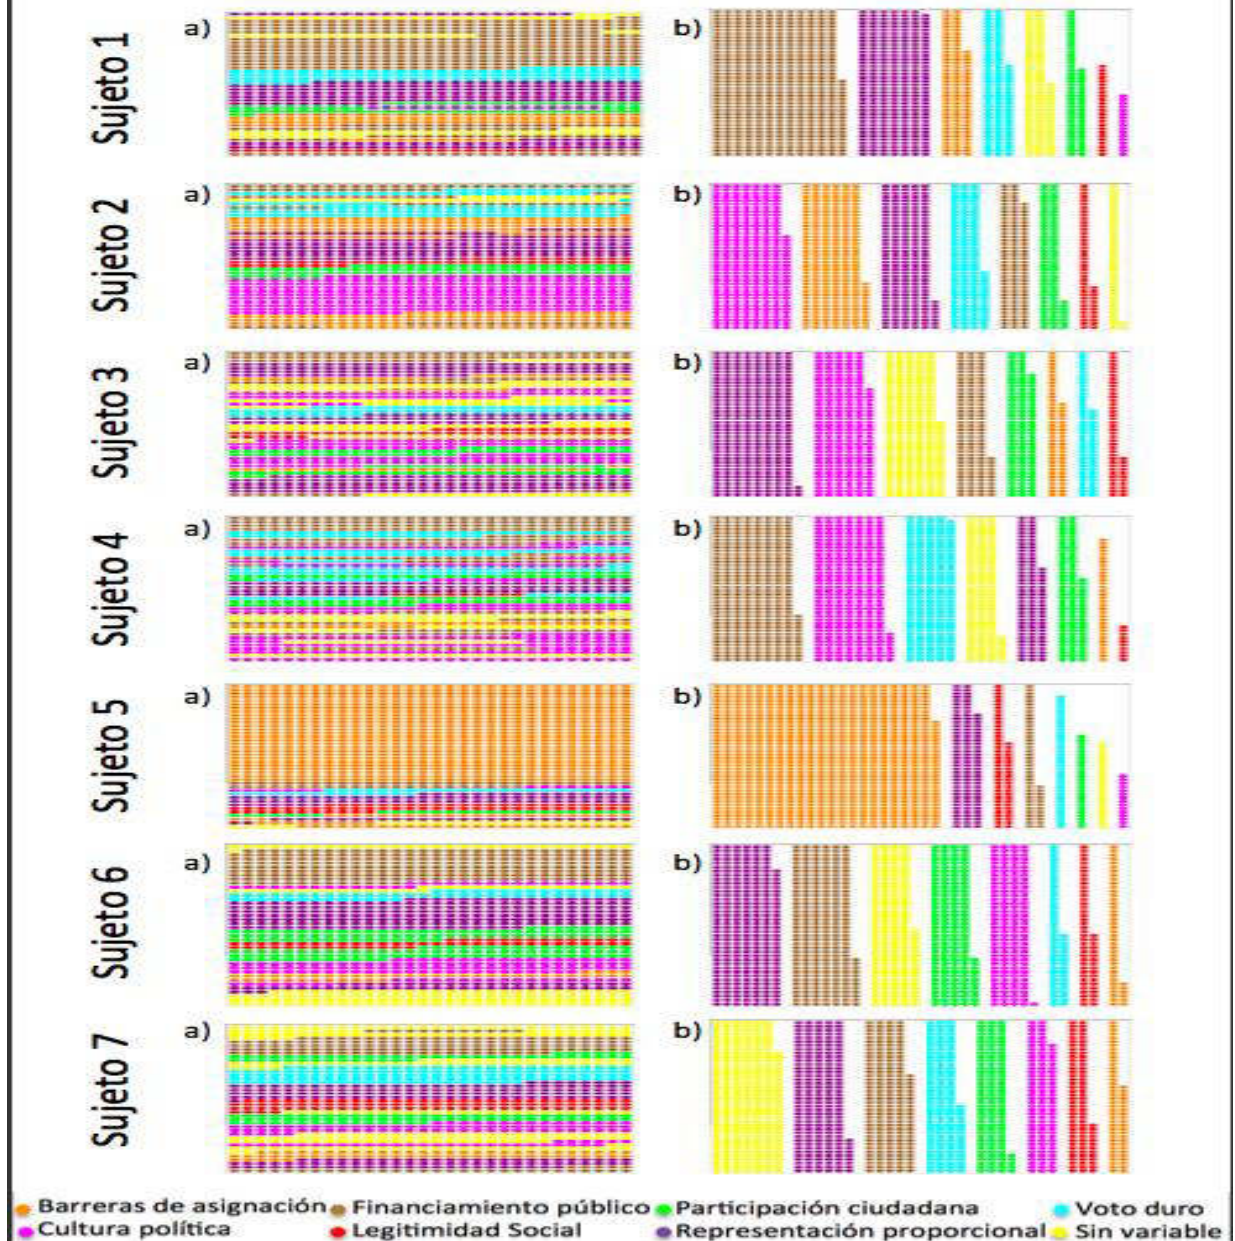 Sujeto 1
a)
b)
Sujeto 2
a)
b)
Sujeto 3
a)
b)
Sujeto 4
a)
b)
Sujeto 5
a)
b)
Sujeto 6
a)
b)
Sujeto 7
a)
b)
Barreras de asignación Financiamiento público Participación ciudadana Voto duro
Cultura política Legitimidad Social Representación proporcional Sin variable